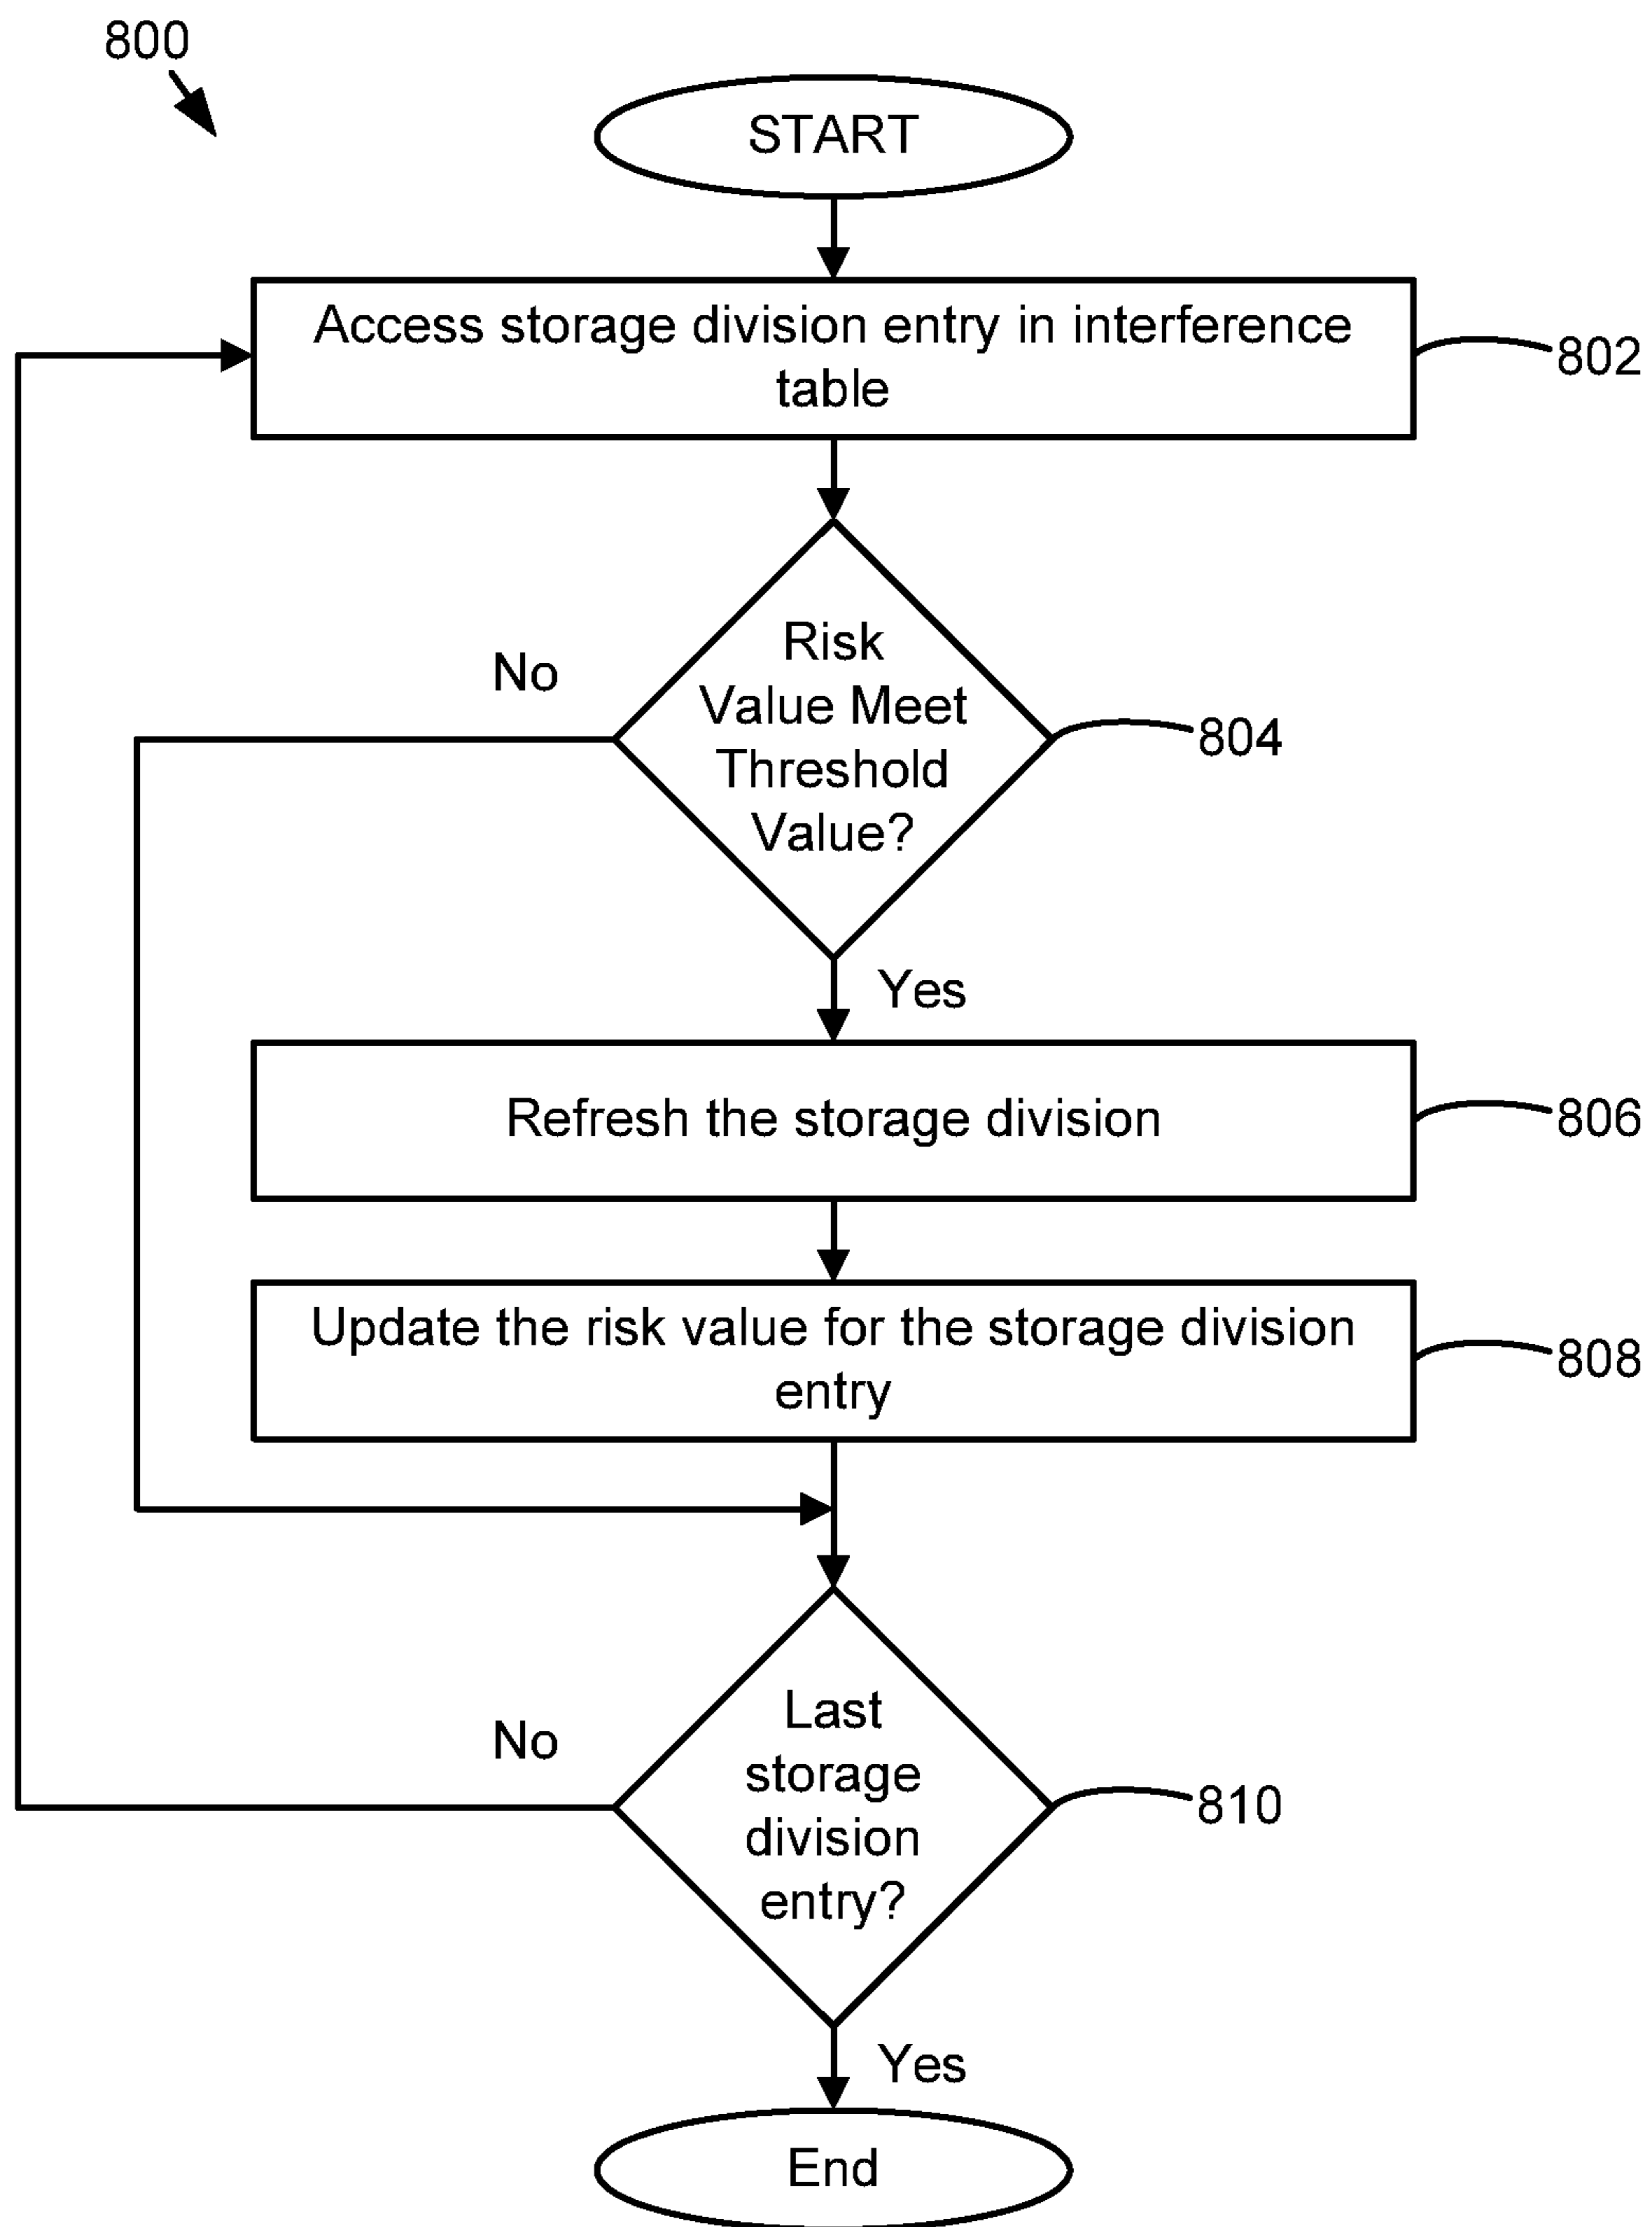 800
START
Access storage division entry in interference
table
802
Risk
Value Meet
Threshold
Value?
No
804
Yes
Refresh the storage division
806
Update the risk value for the storage division
entry
808
Last
storage
division
entry?
No
810
Yes
End